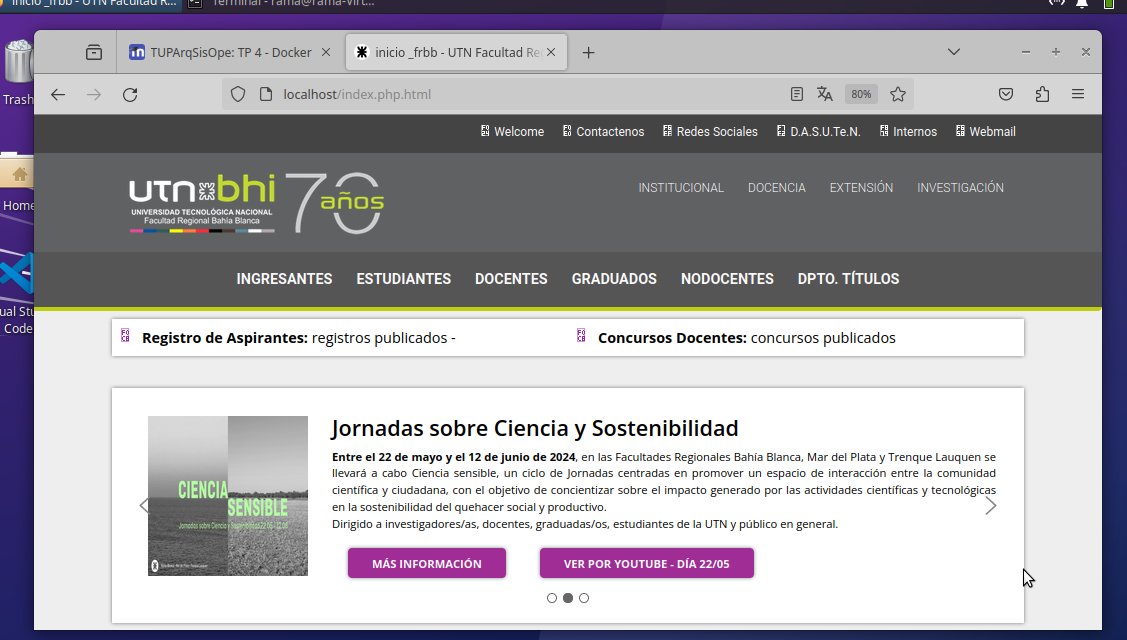 inicio _frbb - UTN Facultad R...
Terminal - rama@rama-virt...
Trash
Home
ual Stu
Code
TUPArqSisOpe: TP 4 - Docker
inicio _frbb - UTN Facultad Re
localhost/index.php.html
80%
Welcome
Contactenos
Redes Sociales
D.A.S.U.Te.N.
Internos
Webmail
utn bhi 70 años
UNIVERSIDAD TECNOLÓGICA NACIONAL
Facultad Regional Bahía Blanca
INSTITUCIONAL
DOCENCIA
EXTENSIÓN
INVESTIGACIÓN
INGRESANTES
ESTUDIANTES
DOCENTES
GRADUADOS
NODOCENTES
DPTO. TÍTULOS
Registro de Aspirantes: registros publicados -
Concursos Docentes: concursos publicados
CIENCIA
SENSIBLE
Jornadas sobre Ciencia y Sostenibilidad
Entre el 22 de mayo y el 12 de junio de 2024, en las Facultades Regionales Bahía Blanca, Mar del Plata y Trenque Lauquen se
llevará a cabo Ciencia sensible, un ciclo de Jornadas centradas en promover un espacio de interacción entre la comunidad
científica y ciudadana, con el objetivo de concientizar sobre el impacto generado por las actividades científicas y tecnológicas
en la sostenibilidad del quehacer social y productivo.
Dirigido a investigadores/as, docentes, graduadas/os, estudiantes de la UTN y público en general.
MÁS INFORMACIÓN
VER POR YOUTUBE - DÍA 22/05